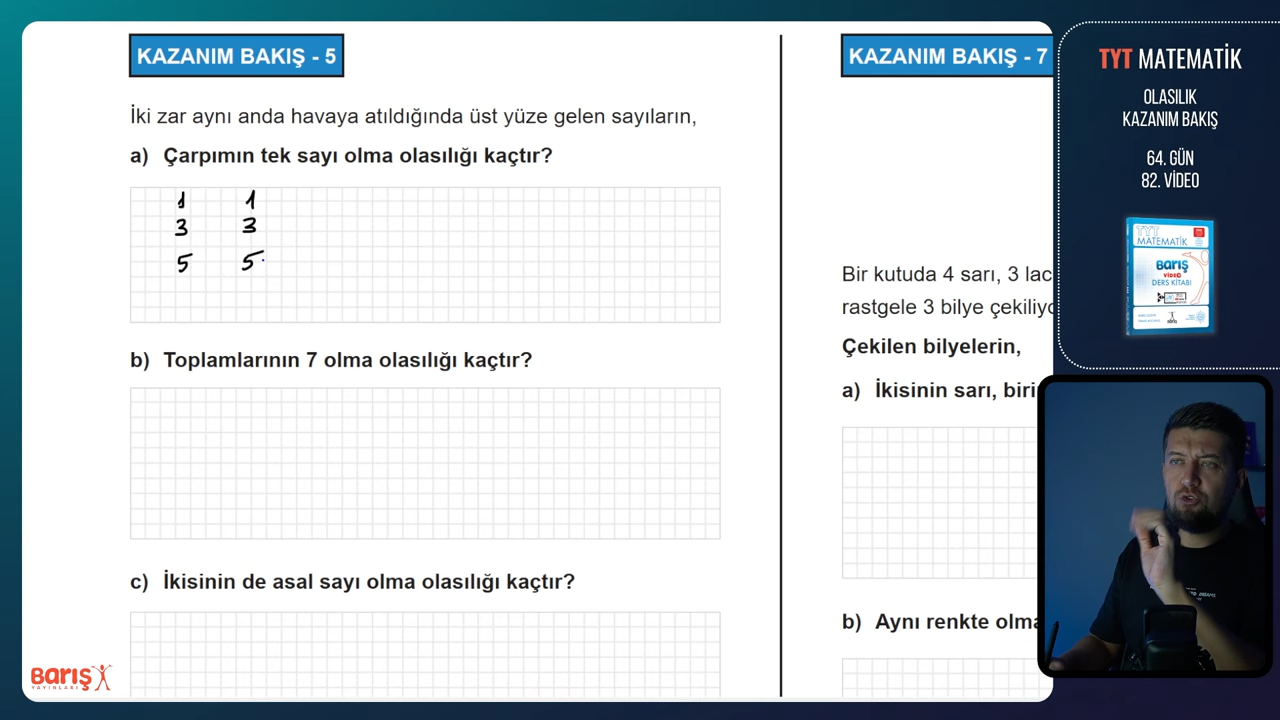 KAZANIM BAKIŞ - 5
İki zar aynı anda havaya atıldığında üst yüze gelen sayıların,
a) Çarpımın tek sayı olma olasılığı kaçtır?
1 1
3 3
5 5
b) Toplamlarının 7 olma olasılığı kaçtır?
c) İkisinin de asal sayı olma olasılığı kaçtır?
BARIŞ
YAYINLARI
KAZANIM BAKIŞ - 7
Bir kutuda 4 sarı, 3 lac
rastgele 3 bilye çekiliyo
Çekilen bilyelerin,
a) İkisinin sarı, biri
b) Aynı renkte olma
TYT MATEMATİK
OLASILIK
KAZANIM BAKIŞ
64. GÜN
82. VİDEO
TYT
MATEMATİK
BARIŞ
VİDEO
DERS KİTABI